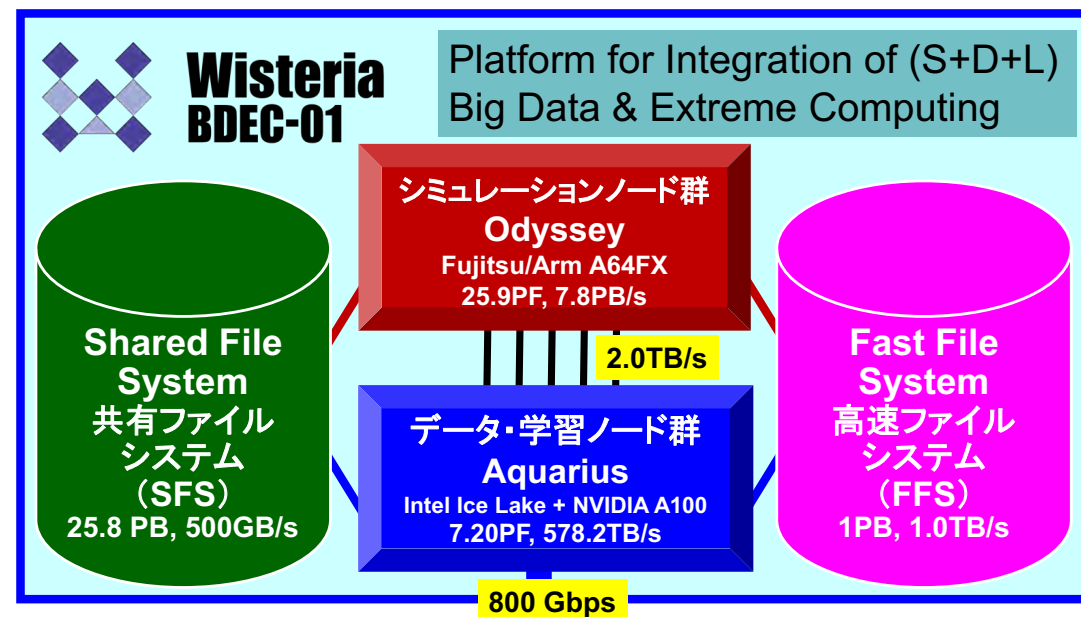 Wisteria
BDEC-01
Platform for Integration of (S+D+L)
Big Data & Extreme Computing
シミュレーションノード群
Odyssey
Fujitsu/Arm A64FX
25.9PF, 7.8PB/s
2.0TB/s
Shared File
System
共有ファイル
システム
（SFS）
25.8 PB, 500GB/s
データ・学習ノード群
Aquarius
Intel Ice Lake + NVIDIA A100
7.20PF, 578.2TB/s
Fast File
System
高速ファイル
システム
（FFS）
1PB, 1.0TB/s
800 Gbps